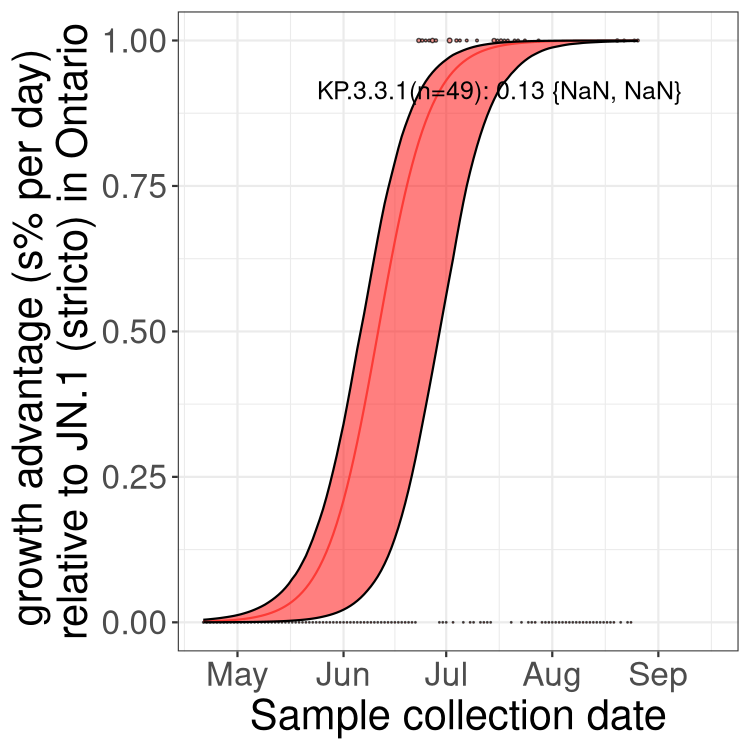 growth advantage (s% per day)
relative to JN.1 (stricto) in Ontario
1.00
0.75
0.50
0.25
0.00
KP.3.3.1(n=49): 0.13 {NaN, NaN}
May Jun Jul Aug Sep
Sample collection date